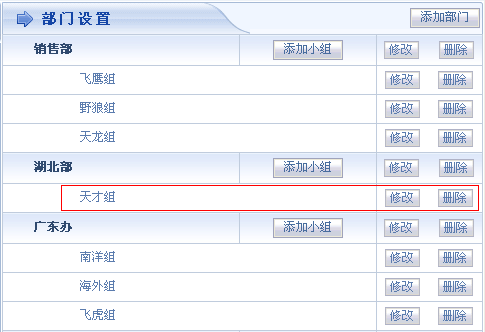 部门设置 添加部门
销售部 添加小组 修改 删除
飞鹰组 修改 删除
野狼组 修改 删除
天龙组 修改 删除
湖北部 添加小组 修改 删除
天才组 修改 删除
广东办 添加小组 修改 删除
南洋组 修改 删除
海外组 修改 删除
飞虎组 修改 删除